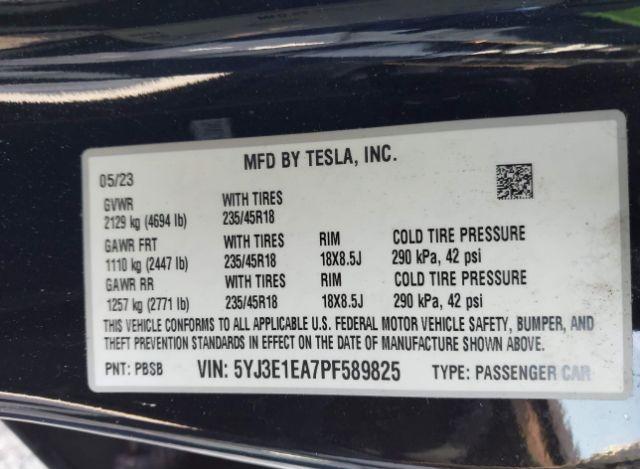 MFD BY TESLA, INC.
05/23
GVWR WITH TIRES
2129 kg (4694 lb) 235/45R18
GAWR FRT WITH TIRES RIM COLD TIRE PRESSURE
1110 kg (2447 lb) 235/45R18 18X8.5J 290 kPa, 42 psi
GAWR RR WITH TIRES RIM COLD TIRE PRESSURE
1257 kg (2771 lb) 235/45R18 18X8.5J 290 kPa, 42 psi
THIS VEHICLE CONFORMS TO ALL APPLICABLE U.S. FEDERAL MOTOR VEHICLE SAFETY, BUMPER, AND
THEFT PREVENTION STANDARDS IN EFFECT ON THE DATE OF MANUFACTURE SHOWN ABOVE.
PNT: PBSB VIN: 5YJ3E1EA7PF589825 TYPE: PASSENGER CAR